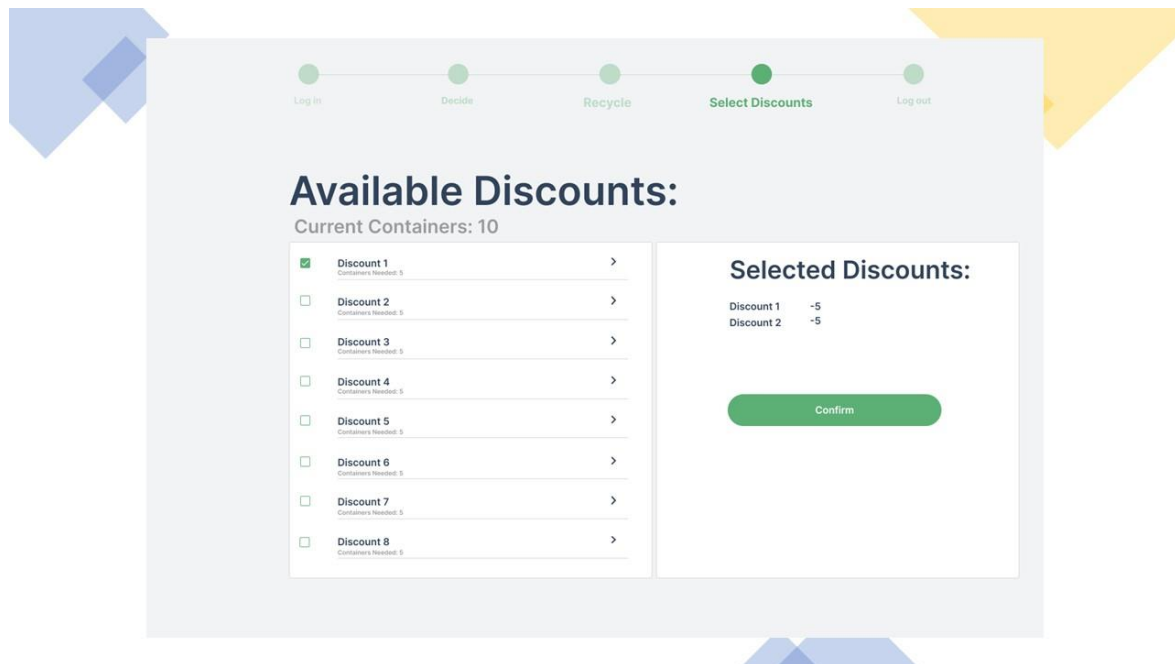 Log in
Decide
Recycle
Select Discounts
Log out
Available Discounts:
Current Containers: 10
Discount 1
Containers Needed: 5
Discount 2
Containers Needed: 5
Discount 3
Containers Needed: 5
Discount 4
Containers Needed: 5
Discount 5
Containers Needed: 5
Discount 6
Containers Needed: 5
Discount 7
Containers Needed: 5
Discount 8
Containers Needed: 5
Selected Discounts:
Discount 1 -5
Discount 2 -5
Confirm